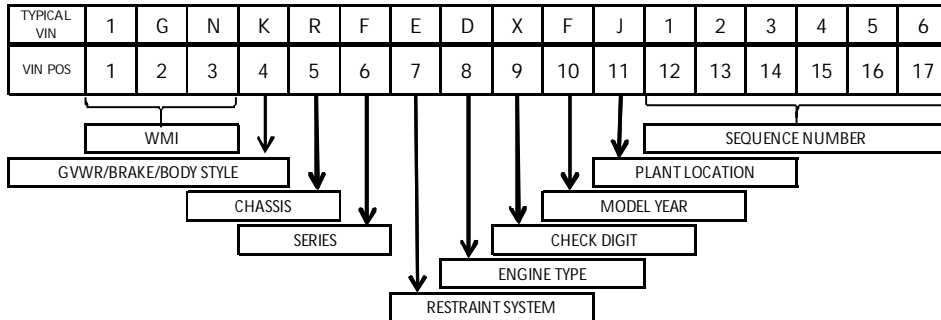 TYPICAL VIN 1 G N K R F E D X F J 1 2 3 4 5 6
VIN POS 1 2 3 4 5 6 7 8 9 10 11 12 13 14 15 16 17
WMI SEQUENCE NUMBER
GVWR/BRAKE/BODY STYLE PLANT LOCATION
CHASSIS MODEL YEAR
SERIES CHECK DIGIT
ENGINE TYPE
RESTRAINT SYSTEM